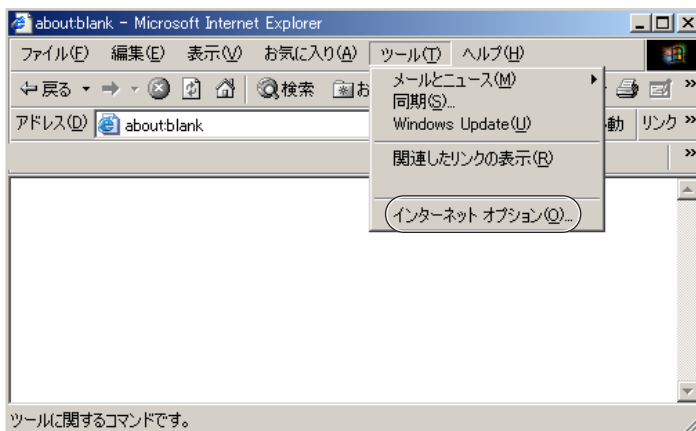 about:blank - Microsoft Internet Explorer
ファイル(F) 編集(E) 表示(V) お気に入り(A) ツール(T) ヘルプ(H)
戻る 検索 お
メールとニュース(M)
同期(S)...
Windows Update(U)
関連したリンクの表示(R)
インターネット オプション(O)...
アドレス(D) about:blank 動 リンク
ツールに関するコマンドです。